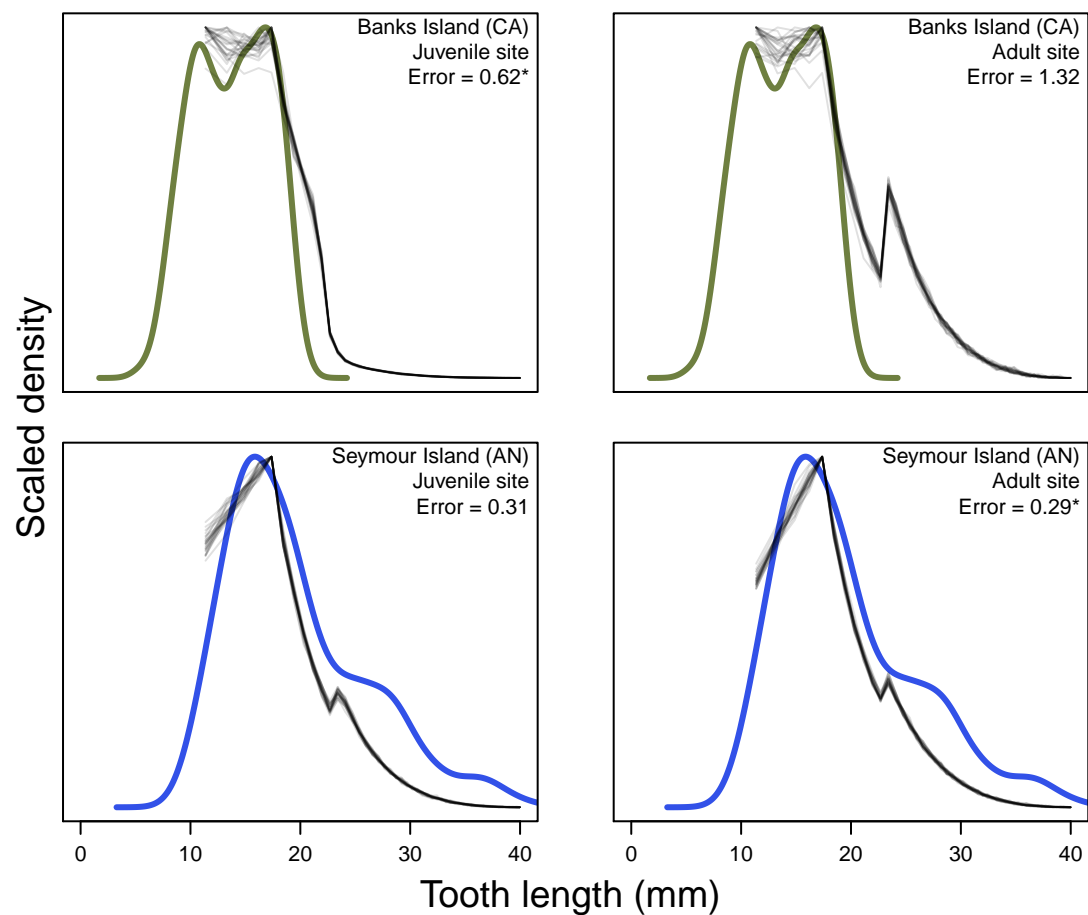 Banks Island (CA)
Juvenile site
Error = 0.62*
Banks Island (CA)
Adult site
Error = 1.32
Seymour Island (AN)
Juvenile site
Error = 0.31
Seymour Island (AN)
Adult site
Error = 0.29*
Scaled density
0 10 20 30 40
0 10 20 30 40
Tooth length (mm)